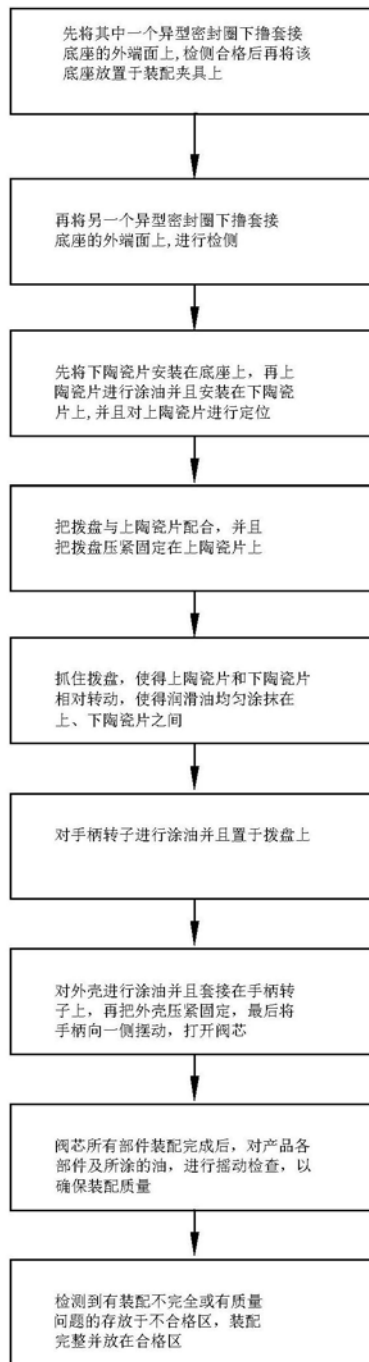 先将其中一个异型密封圈下撸套接
底座的外端面上,检侧合格后再将该
底座放置于装配夹具上
再将另一个异型密封圈下撸套接
底座的外端面上,进行检侧
先将下陶瓷片安装在底座上，再上
陶瓷片进行涂油并且安装在下陶瓷
片上,并且对上陶瓷片进行定位
把拨盘与上陶瓷片配合，并且
把拨盘压紧固定在上陶瓷片上
抓住拨盘，使得上陶瓷片和下陶瓷片
相对转动，使得润滑油均匀涂抹在
上、下陶瓷片之间
对手柄转子进行涂油并且置于拨盘上
对外壳进行涂油并且套接在手柄转
子上，再把外壳压紧固定，最后将
手柄向一侧摆动，打开阀芯
阀芯所有部件装配完成后，对产品各
部件及所涂的油，进行摇动检查，以
确保装配质量
检测到有装配不完全或有质量
问题的存放于不合格区，装配
完整并放在合格区